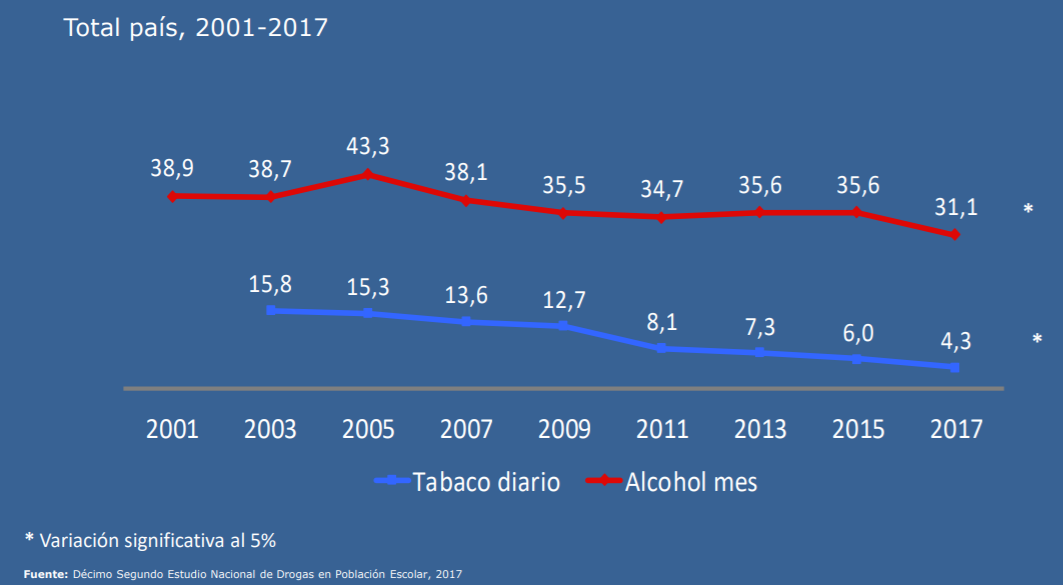 Total país, 2001-2017
38,9 38,7 43,3 38,1 35,5 34,7 35,6 35,6 31,1 *
15,8 15,3 13,6 12,7 8,1 7,3 6,0 4,3 *
2001 2003 2005 2007 2009 2011 2013 2015 2017
Tabaco diario Alcohol mes
* Variación significativa al 5%
Fuente: Décimo Segundo Estudio Nacional de Drogas en Población Escolar, 2017